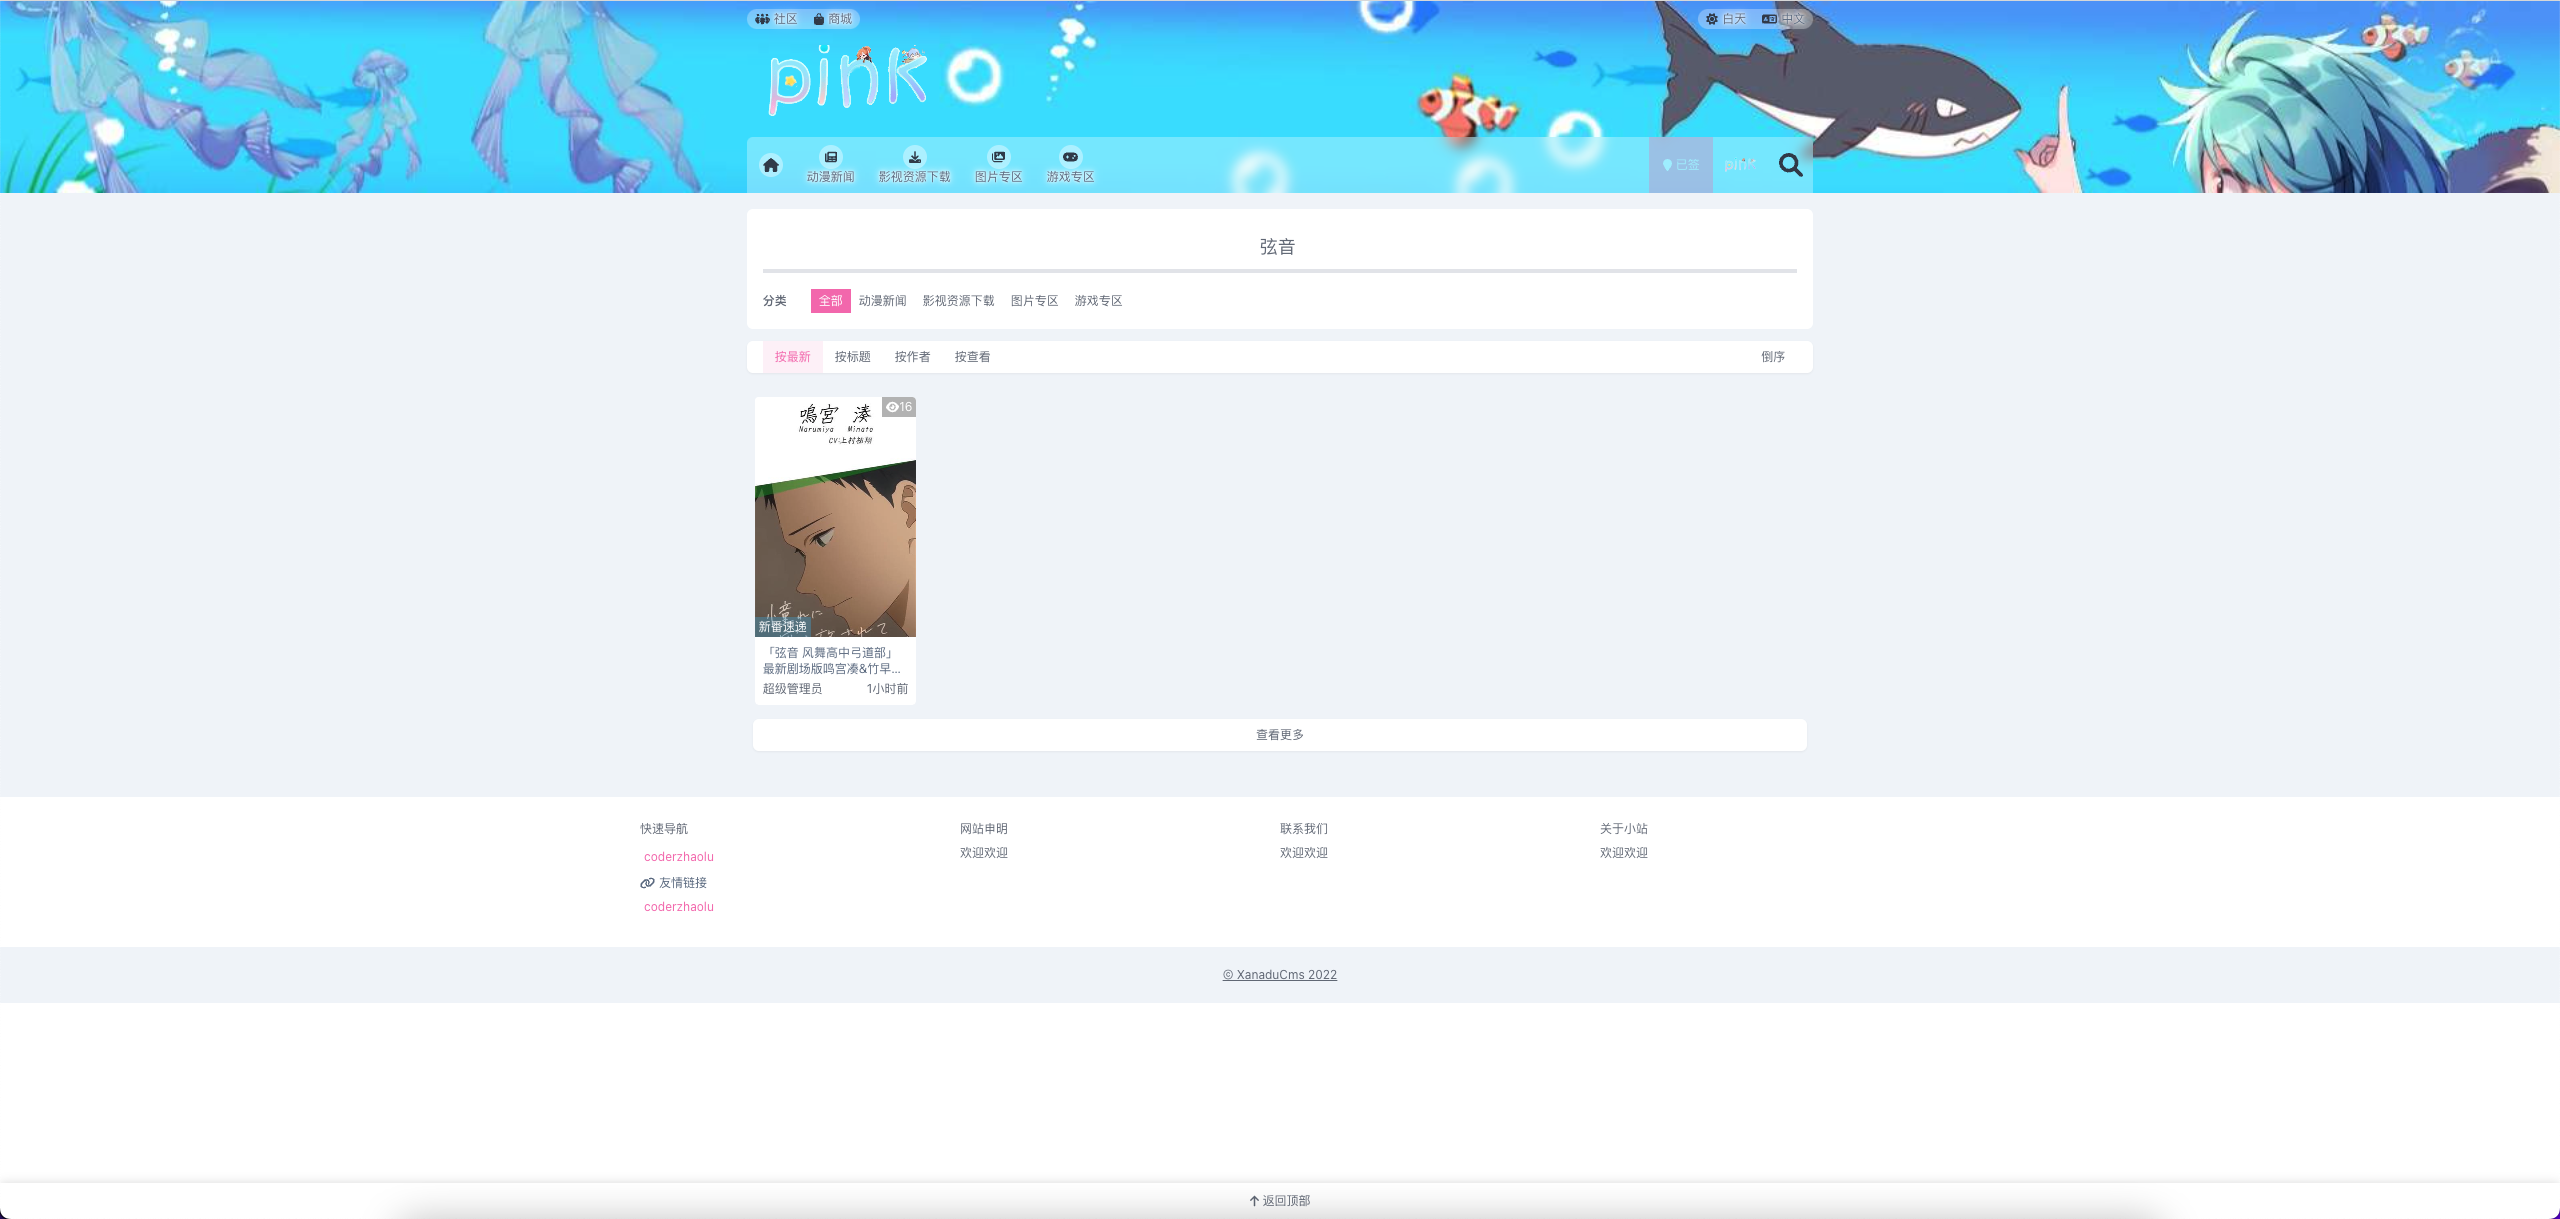 社区 商城
白天 中文
pink
动漫新闻 影视资源下载 图片专区 游戏专区
已签 pink
弦音
分类 全部 动漫新闻 影视资源下载 图片专区 游戏专区
按最新 按标题 按作者 按查看 倒序
16
鳴宮 湊
Narumiya Minato
CV:上村祐翔
憧れに
されて
新番速递
「弦音 风舞高中弓道部」
最新剧场版鸣宫凑&竹早...
超级管理员 1小时前
查看更多
快速导航
coderzhaolu
友情链接
coderzhaolu
网站申明
欢迎欢迎
联系我们
欢迎欢迎
关于小站
欢迎欢迎
© XanaduCms 2022
返回顶部